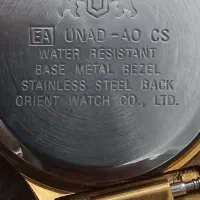 EA UNAD-A0 CS
WATER RESISTANT
BASE METAL BEZEL
STAINLESS STEEL BACK
ORIENT WATCH CO., LTD.